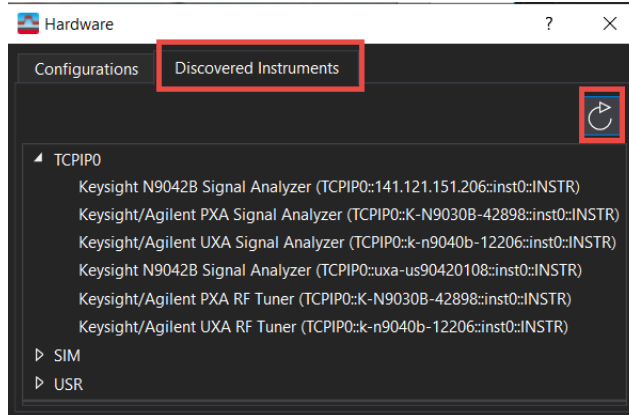 Hardware
?
Configurations
Discovered Instruments
TCPIP0
Keysight N9042B Signal Analyzer (TCPIP0::141.121.151.206::inst0::INSTR)
Keysight/Agilent PXA Signal Analyzer (TCPIP0::K-N9030B-42898::inst0::INSTR)
Keysight/Agilent UXA Signal Analyzer (TCPIP0::k-n9040b-12206::inst0::INSTR)
Keysight N9042B Signal Analyzer (TCPIP0::uxa-us90420108::inst0::INSTR)
Keysight/Agilent PXA RF Tuner (TCPIP0::K-N9030B-42898::inst0::INSTR)
Keysight/Agilent UXA RF Tuner (TCPIP0::k-n9040b-12206::inst0::INSTR)
SIM
USR